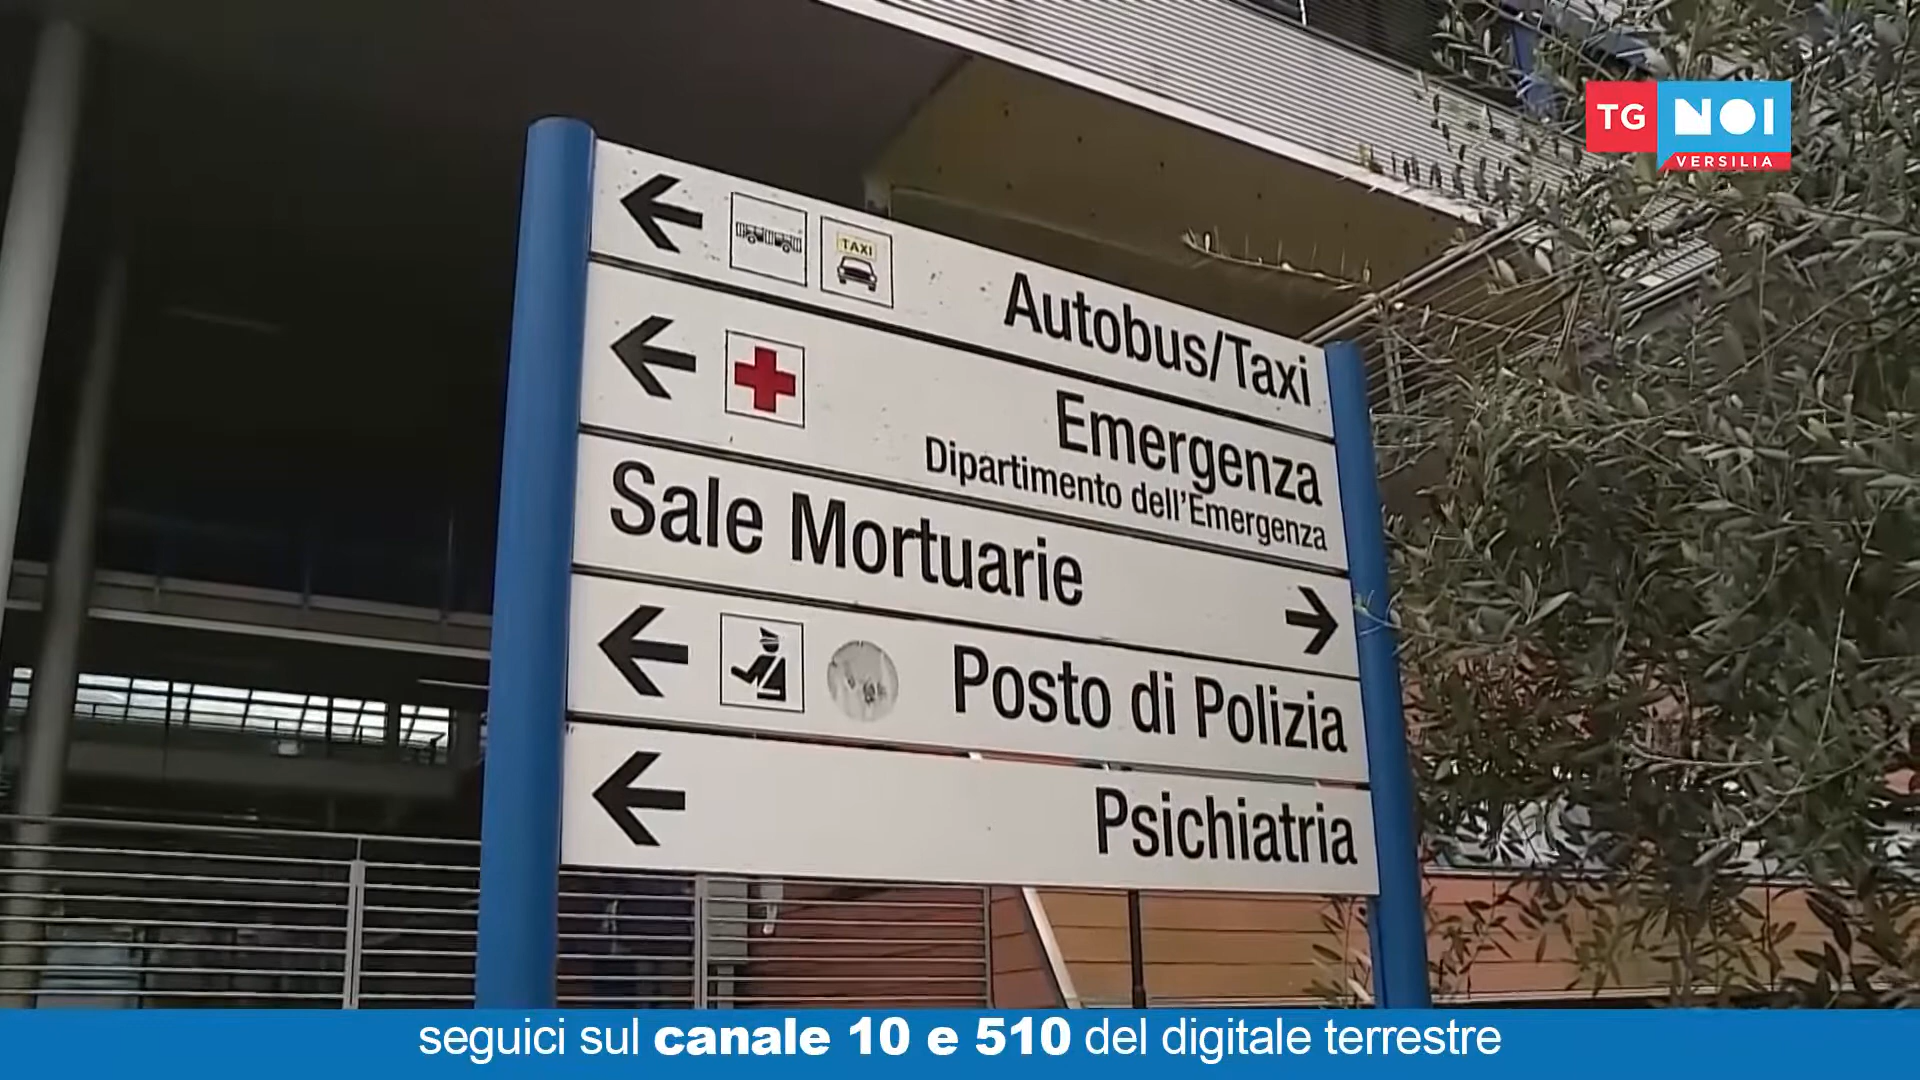 TG NOI
VERSILIA
TAXI
Autobus/Taxi
Emergenza
Dipartimento dell'Emergenza
Sale Mortuarie
Posto di Polizia
Psichiatria
seguici sul canale 10 e 510 del digitale terrestre